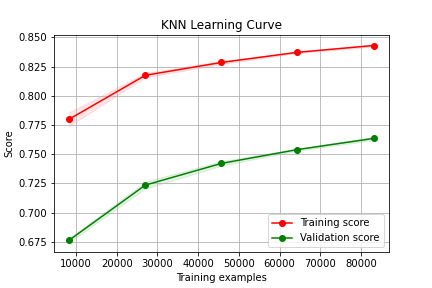 KNN Learning Curve
0.850
0.825
0.800
0.775
0.750
0.725
0.700
0.675
Score
10000 20000 30000 40000 50000 60000 70000 80000
Training examples
Training score
Validation score